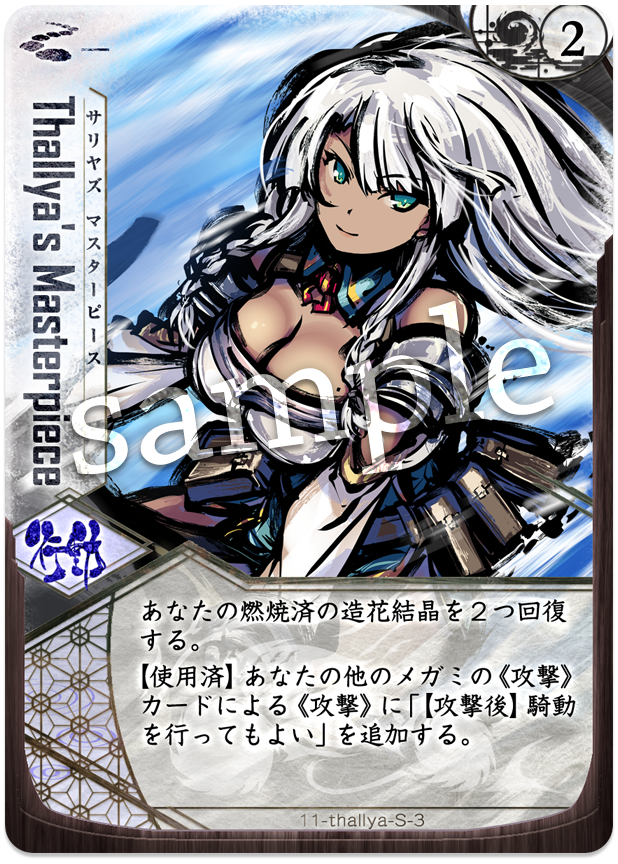 2
Thallya's Masterpiece
サリヤズ マスターピース
sample
行動
あなたの燃焼済の造花結晶を２つ回復
する。
【使用済】あなたの他のメガミの《攻撃》
カードによる《攻撃》に「【攻撃後】騎動
を行ってもよい」を追加する。
11-thallya-S-3